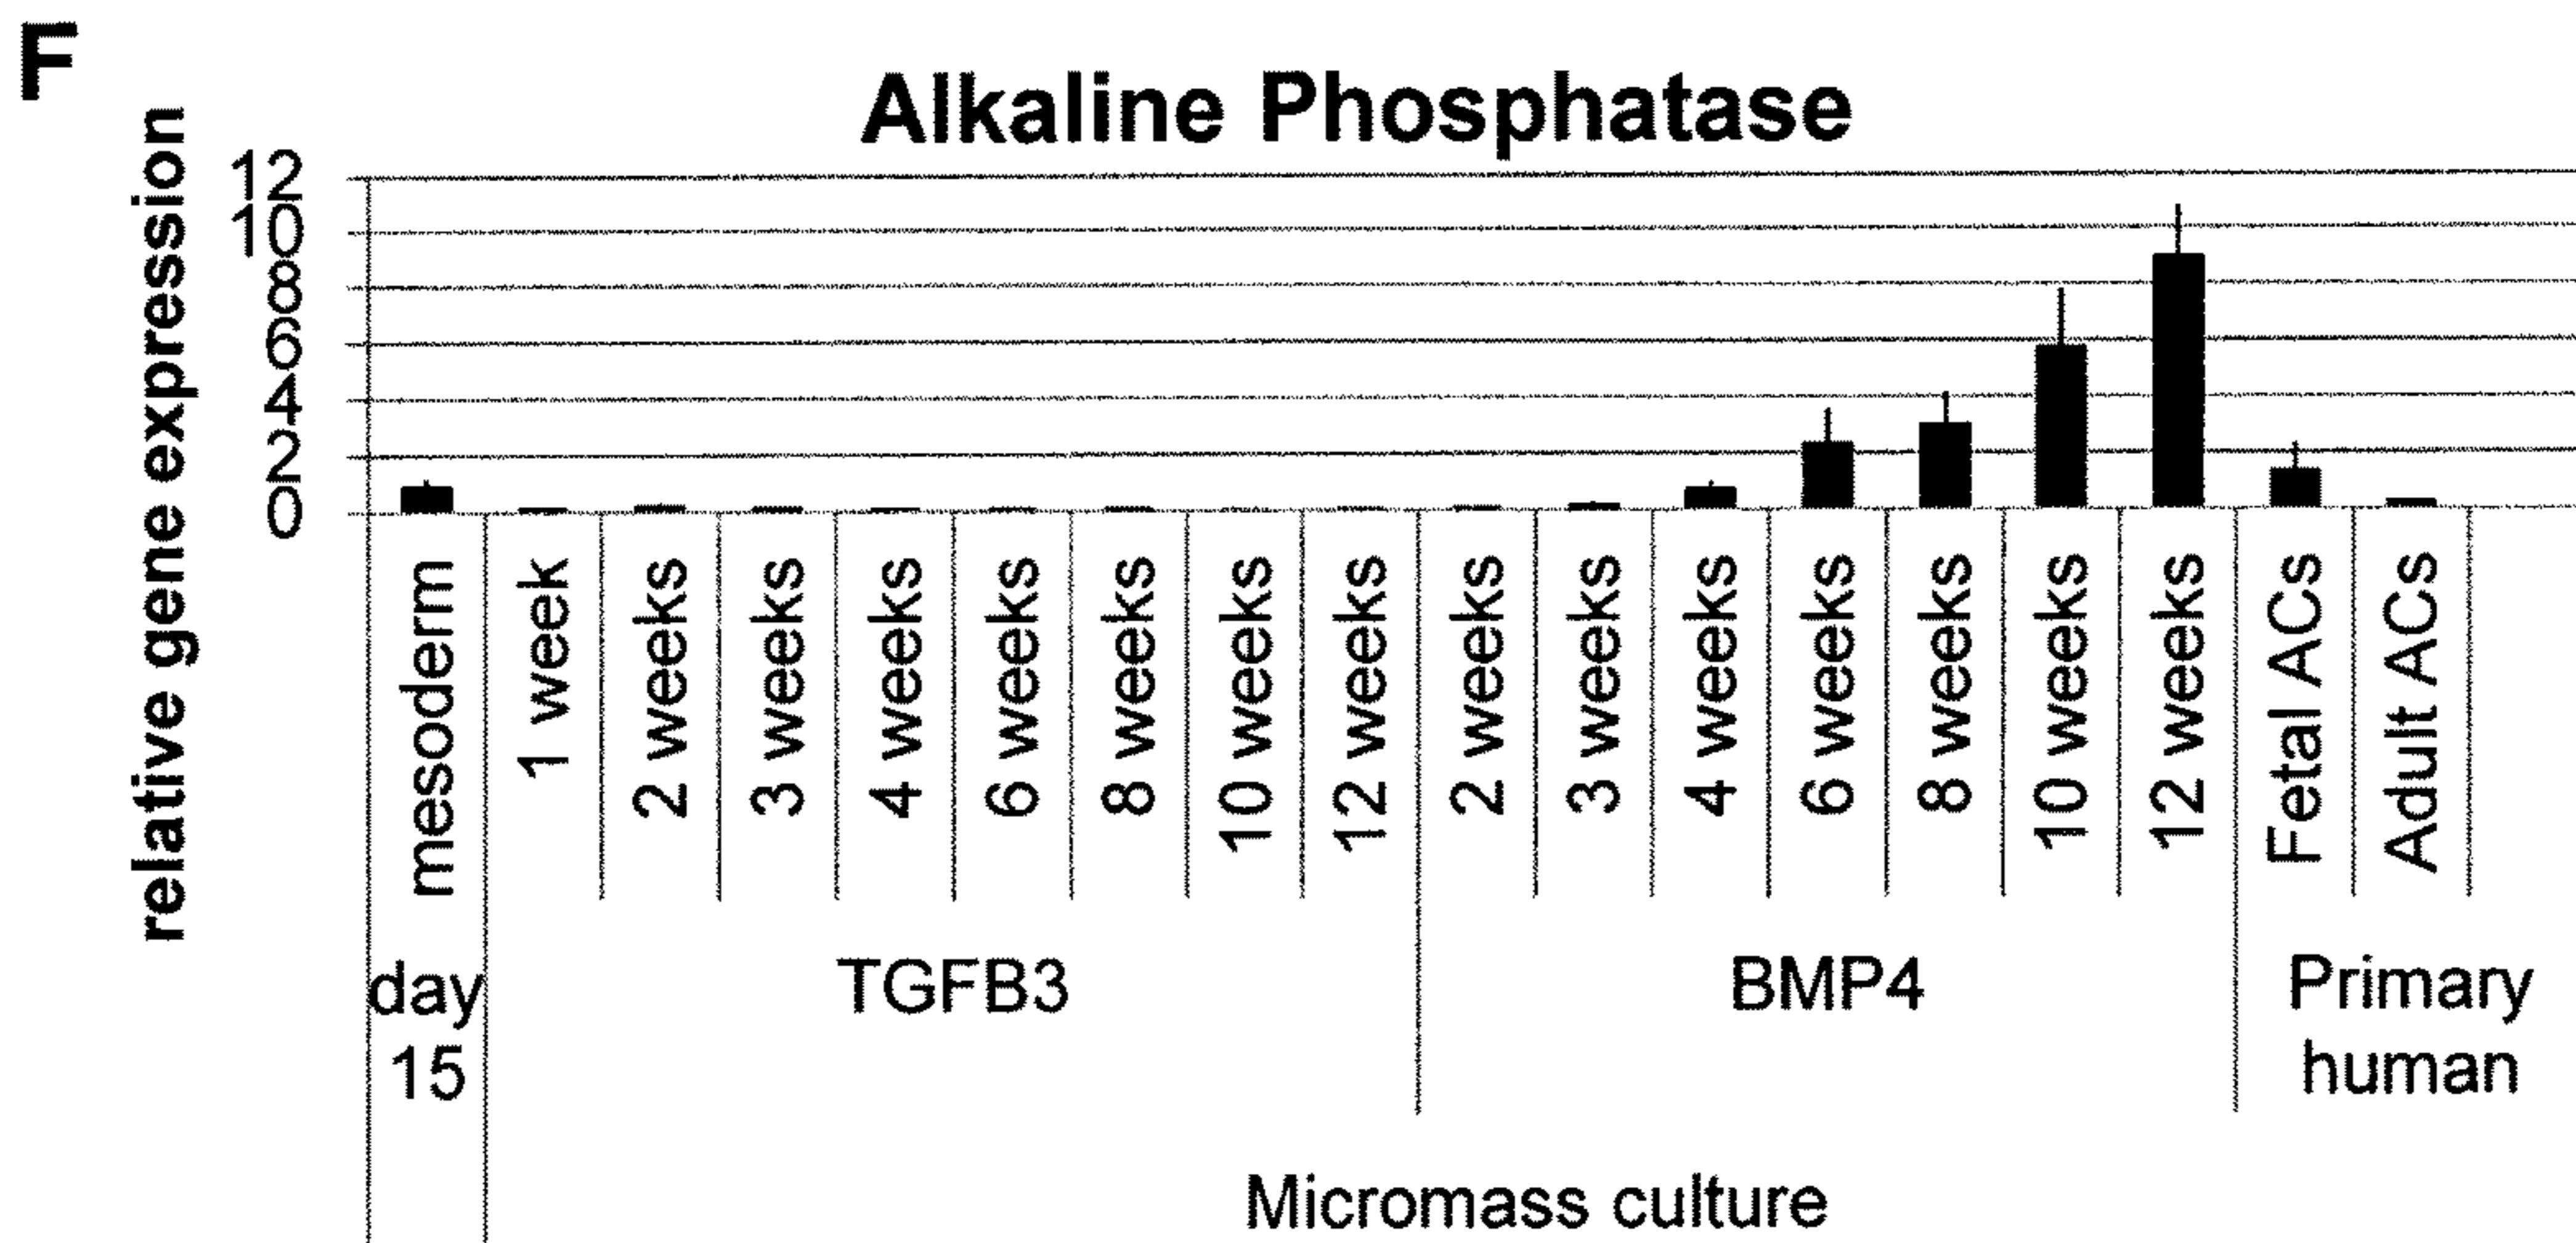 F
Alkaline Phosphatase
relative gene expression
12
10
8
6
4
2
0
mesoderm
1 week
2 weeks
3 weeks
4 weeks
6 weeks
8 weeks
10 weeks
12 weeks
2 weeks
3 weeks
4 weeks
6 weeks
8 weeks
10 weeks
12 weeks
Fetal ACs
Adult ACs
day
15
TGFB3
BMP4
Primary
human
Micromass culture